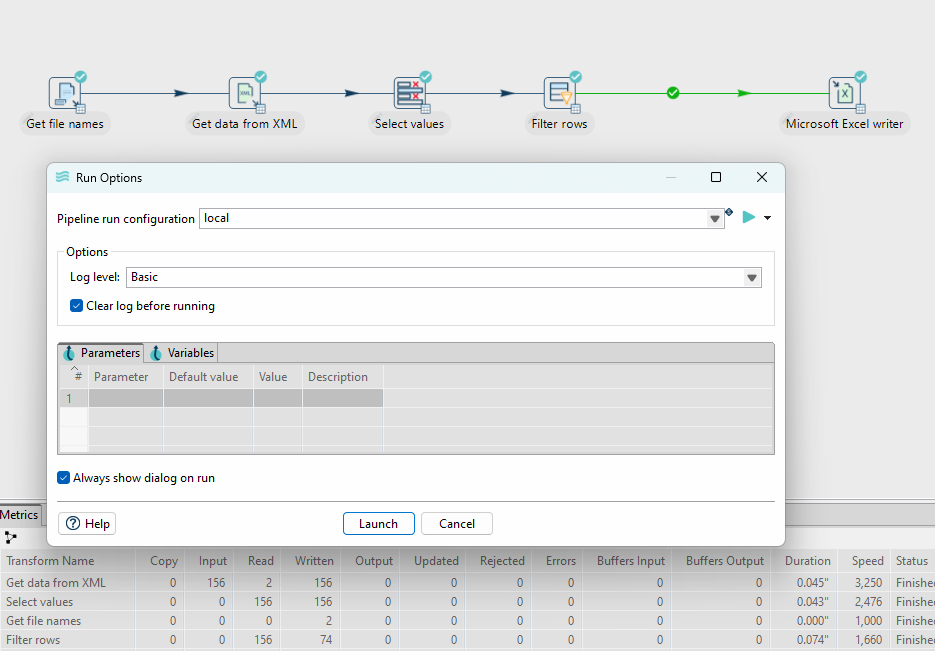 Get file names
Get data from XML
Select values
Filter rows
Microsoft Excel writer
Run Options
Pipeline run configuration local
Options
Log level: Basic
Clear log before running
Parameters Variables
# Parameter Default value Value Description
1
Always show dialog on run
Help Launch Cancel
Metrics
Transform Name Copy Input Read Written Output Updated Rejected Errors Buffers Input Buffers Output Duration Speed Status
Get data from XML 0 156 2 156 0 0 0 0 0 0 0.045" 3,250 Finishe
Select values 0 0 156 156 0 0 0 0 0 0 0.043" 2,476 Finishe
Get file names 0 0 0 2 0 0 0 0 0 0 0.000" 1,000 Finishe
Filter rows 0 0 156 74 0 0 0 0 0 0 0.074" 1,660 Finishe